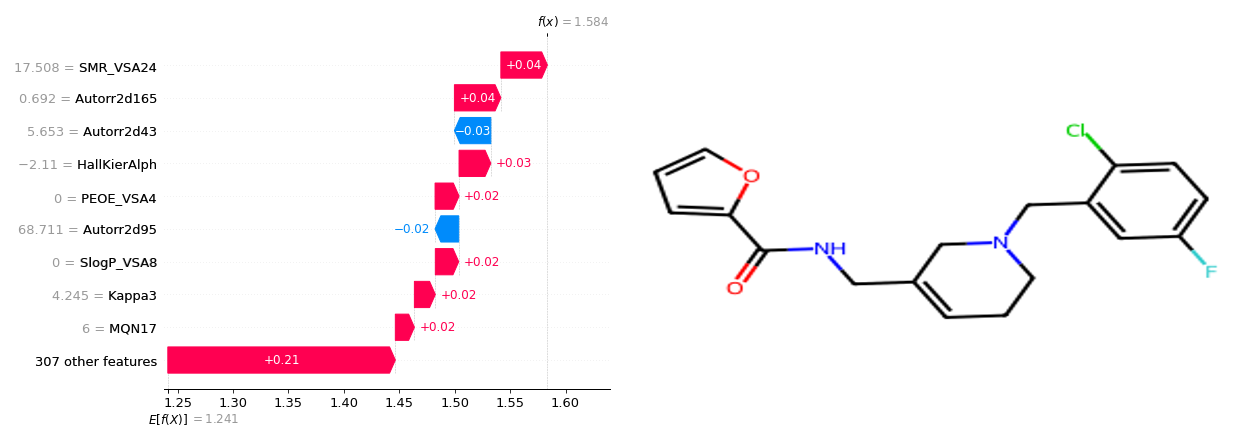 f(x) = 1.584
17.508 = SMR_VSA24
+0.04
0.692 = Autorr2d165
+0.04
5.653 = Autorr2d43
−0.03
−2.11 = HallKierAlph
+0.03
0 = PEOE_VSA4
+0.02
68.711 = Autorr2d95
−0.02
0 = SlogP_VSA8
+0.02
4.245 = Kappa3
+0.02
6 = MQN17
+0.02
307 other features
+0.21
1.25 1.30 1.35 1.40 1.45 1.50 1.55 1.60
E[f(X)] = 1.241
Cl
O
N
NH
F
O